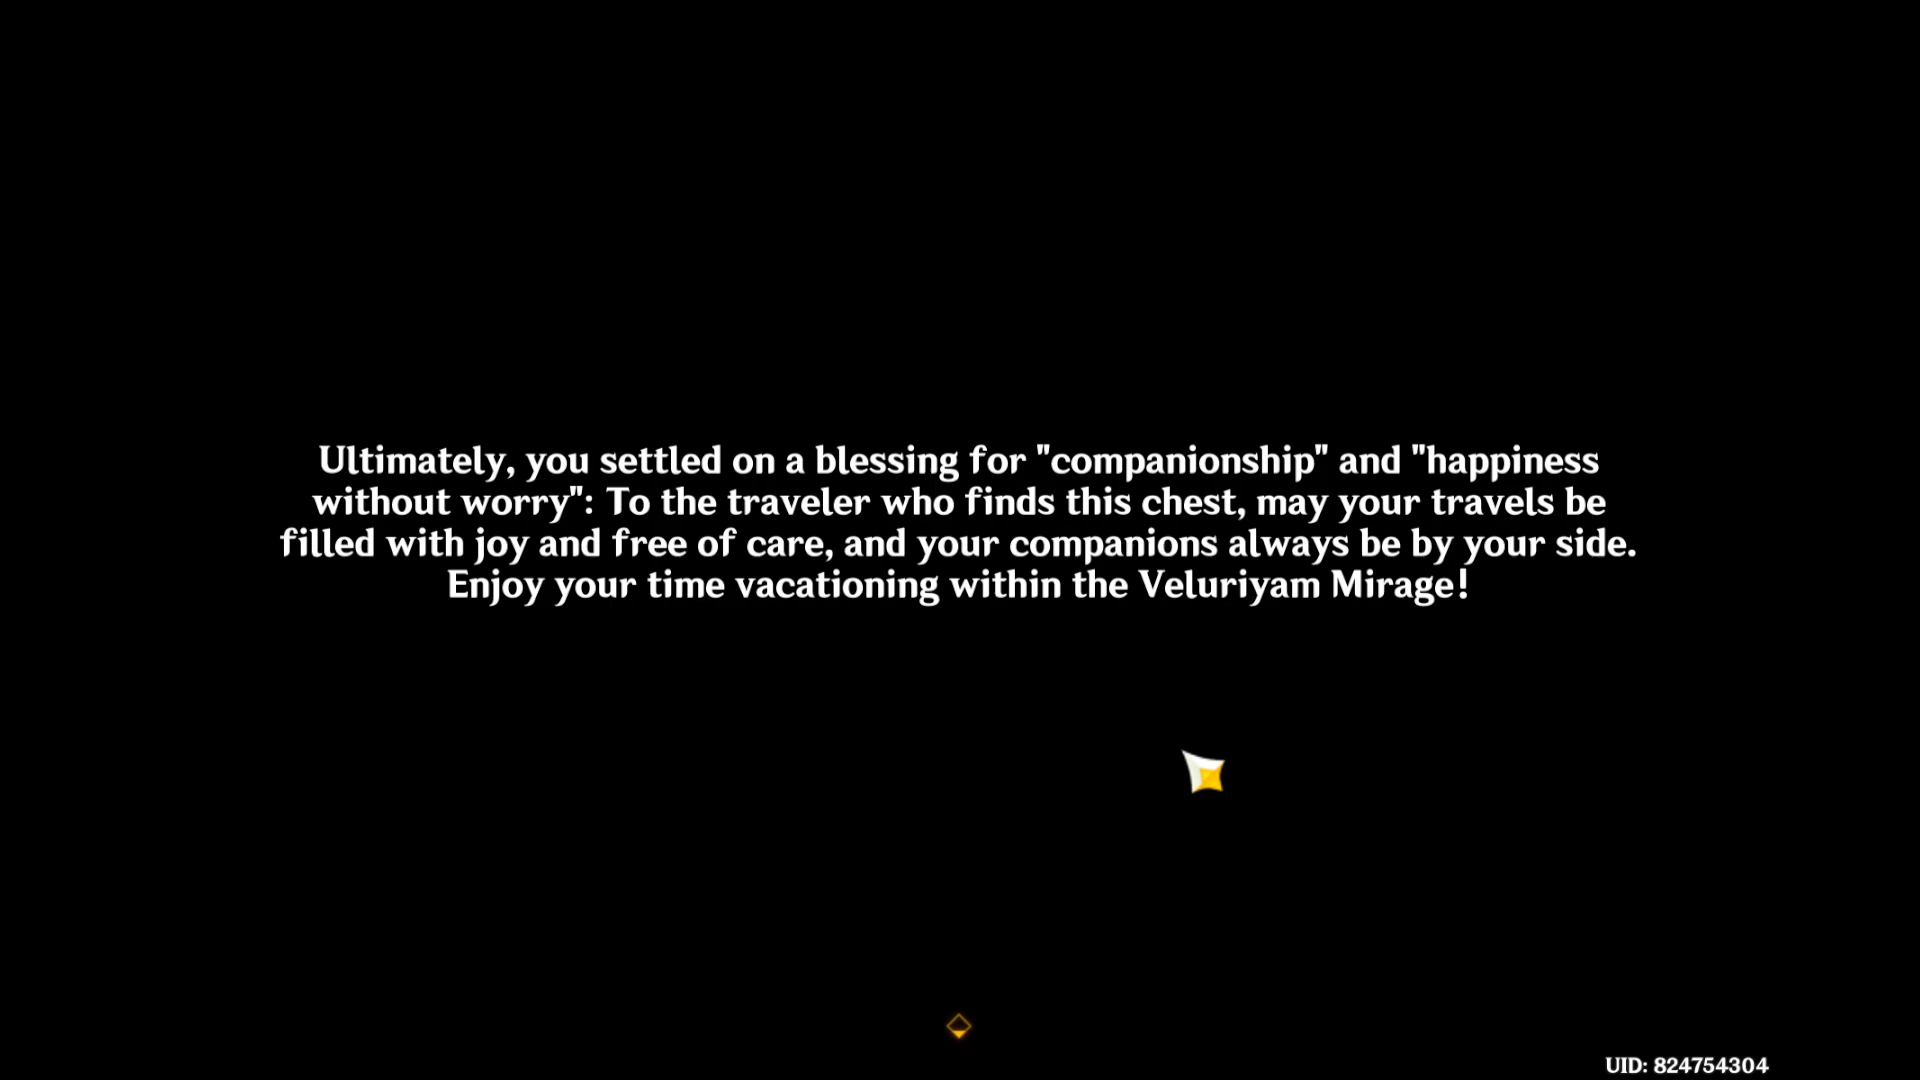 Ultimately, you settled on a blessing for "companionship" and "happiness
without worry": To the traveler who finds this chest, may your travels be
filled with joy and free of care, and your companions always be by your side.
Enjoy your time vacationing within the Veluriyam Mirage!
UID: 824754304